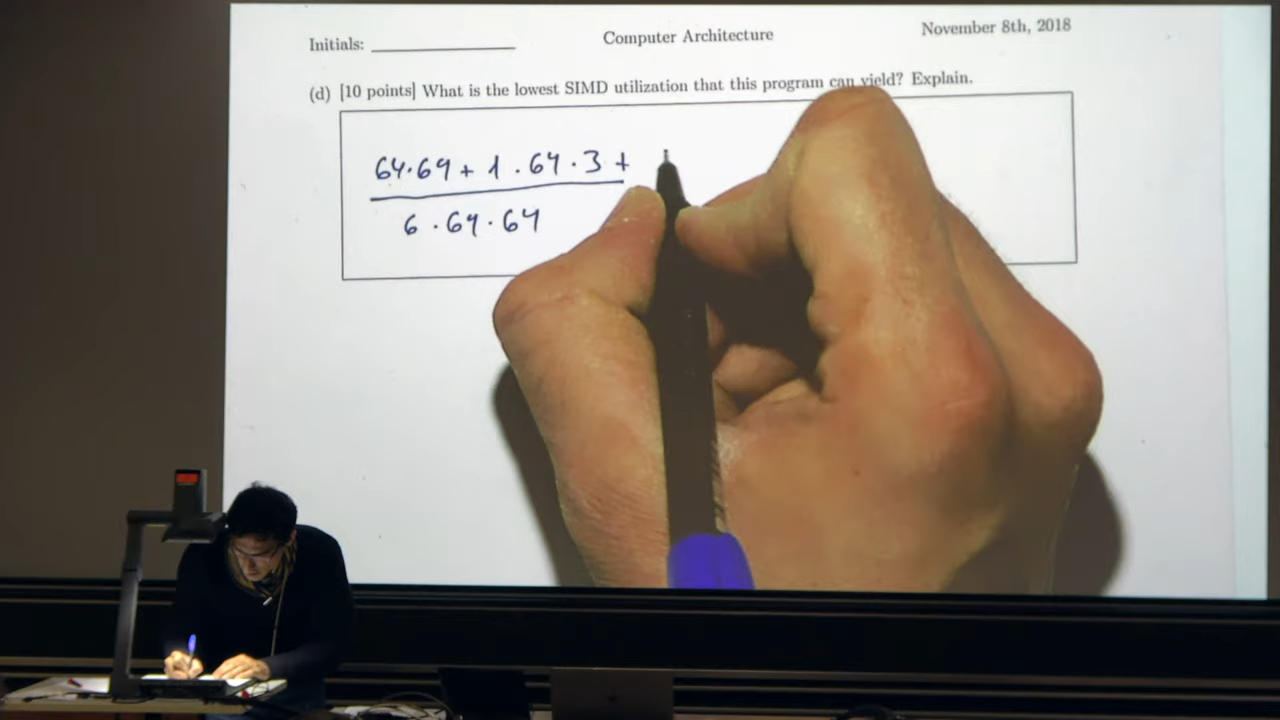 Initials: Computer Architecture November 8th, 2018
(d) [10 points] What is the lowest SIMD utilization that this program can yield? Explain.
64·64 + 1 · 64 · 3 +
6 · 64 · 64